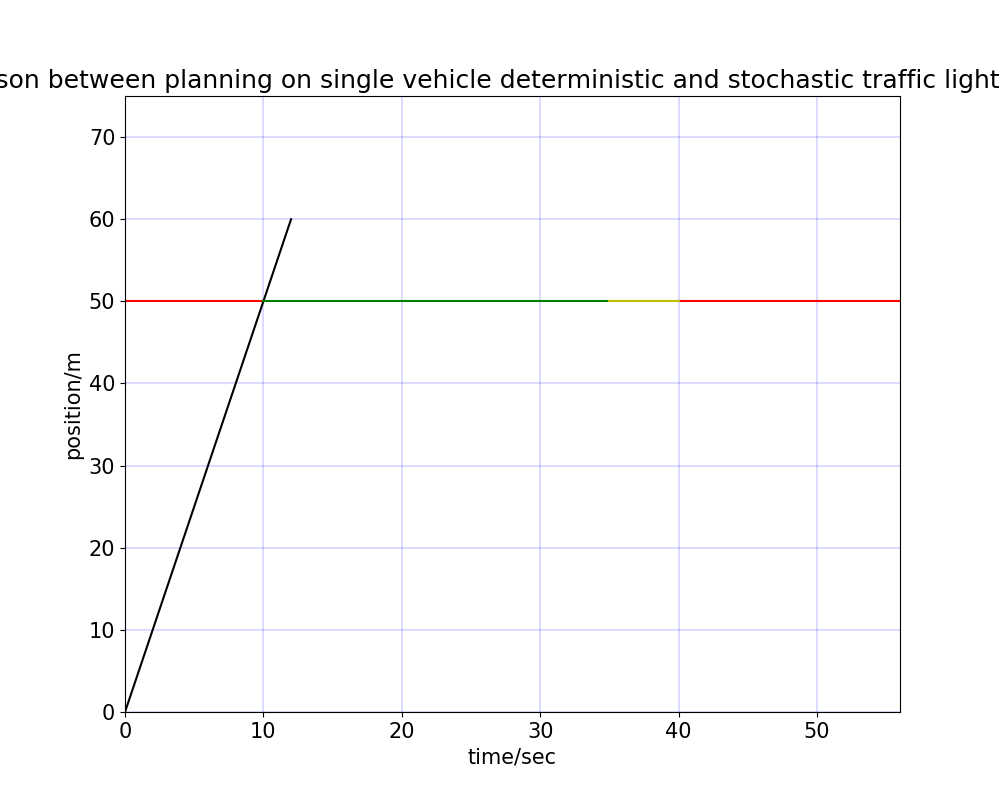 son between planning on single vehicle deterministic and stochastic traffic light
70
60
50
40
30
20
10
0
position/m
0 10 20 30 40 50
time/sec